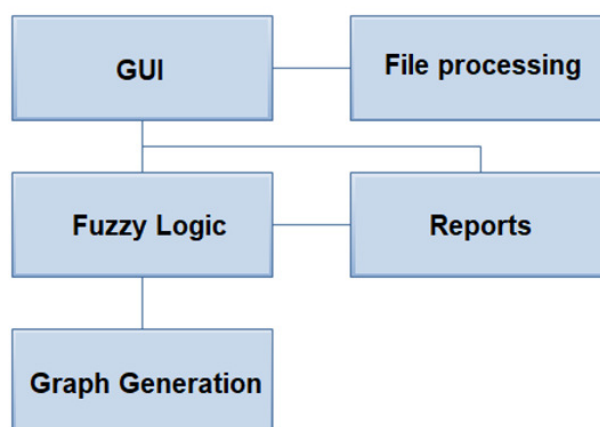 GUI
File processing
Fuzzy Logic
Reports
Graph Generation